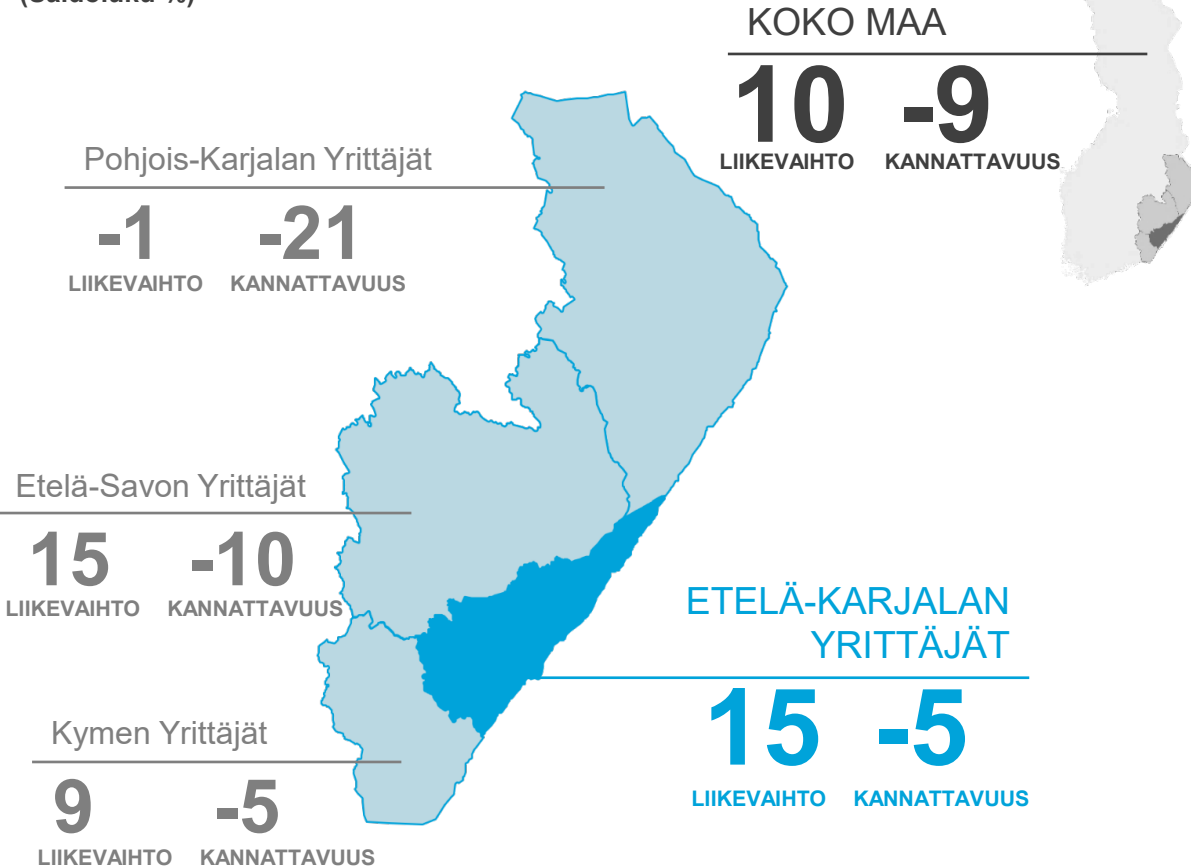 (Saldoluku %)
KOKO MAA
10 -9
LIIKEVAIHTO KANNATTAVUUS
Pohjois-Karjalan Yrittäjät
-1 -21
LIIKEVAIHTO KANNATTAVUUS
Etelä-Savon Yrittäjät
15 -10
LIIKEVAIHTO KANNATTAVUUS
ETELÄ-KARJALAN
YRITTÄJÄT
15 -5
LIIKEVAIHTO KANNATTAVUUS
Kymen Yrittäjät
9 -5
LIIKEVAIHTO KANNATTAVUUS